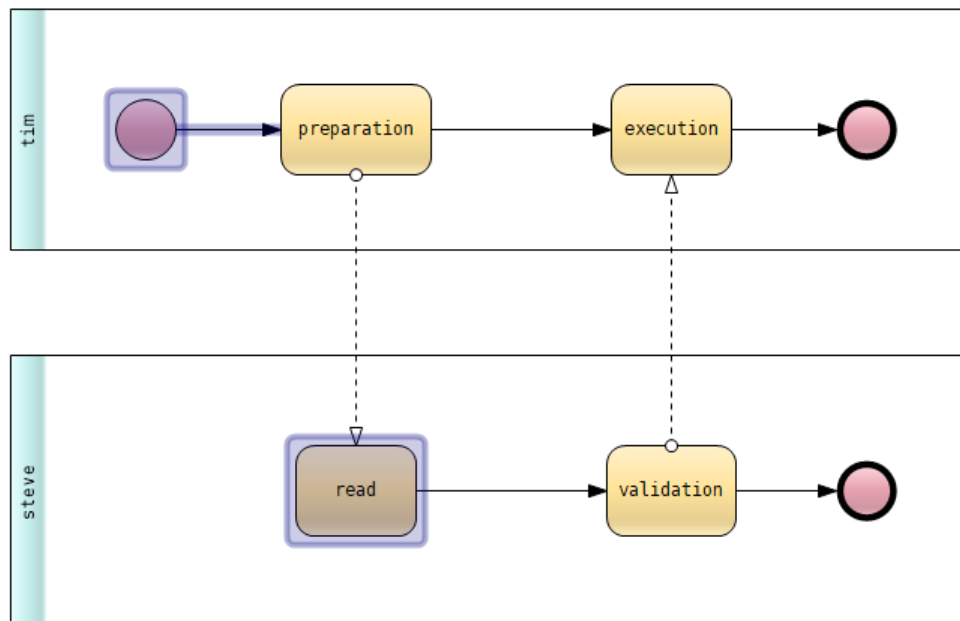 tim
preparation
execution
steve
read
validation